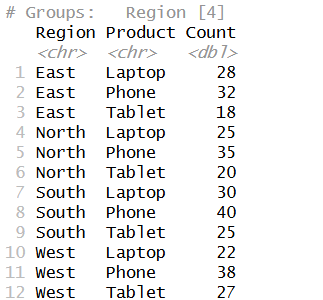 # Groups:   Region [4]
   Region Product Count
   <chr>  <chr>   <dbl>
 1 East   Laptop     28
 2 East   Phone      32
 3 East   Tablet     18
 4 North  Laptop     25
 5 North  Phone      35
 6 North  Tablet     20
 7 South  Laptop     30
 8 South  Phone      40
 9 South  Tablet     25
10 West   Laptop     22
11 West   Phone      38
12 West   Tablet     27